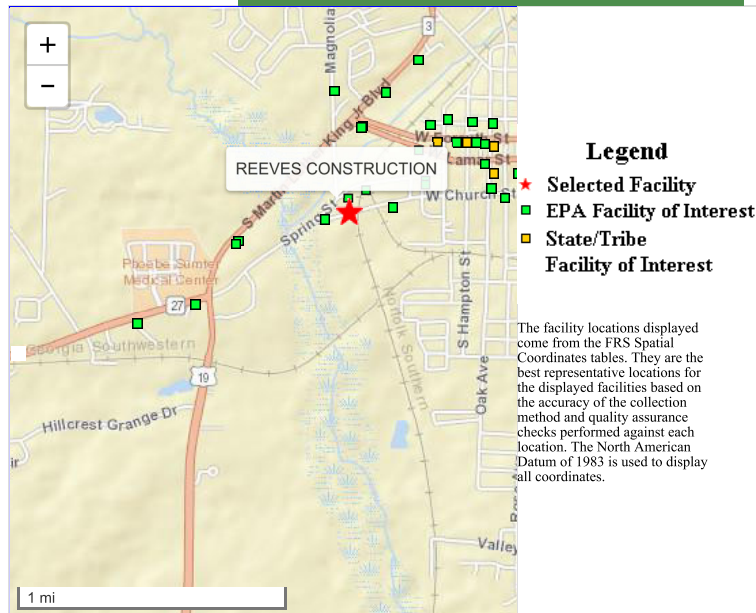 +
−
Magnolia
3
S Martin
King Jr Blvd
W Forsyth St
Lamar St
REEVES CONSTRUCTION
W Church St
Spring St
Phoebe Sumter
Medical Center
27
S Hampton St
Norfolk Southern
Georgia Southwestern
19
Oak Ave
Hillcrest Grange Dr
ir
Valley
1 mi
Legend
Selected Facility
EPA Facility of Interest
State/Tribe
Facility of Interest
The facility locations displayed
come from the FRS Spatial
Coordinates tables. They are the
best representative locations for
the displayed facilities based on
the accuracy of the collection
method and quality assurance
checks performed against each
location. The North American
Datum of 1983 is used to display
all coordinates.